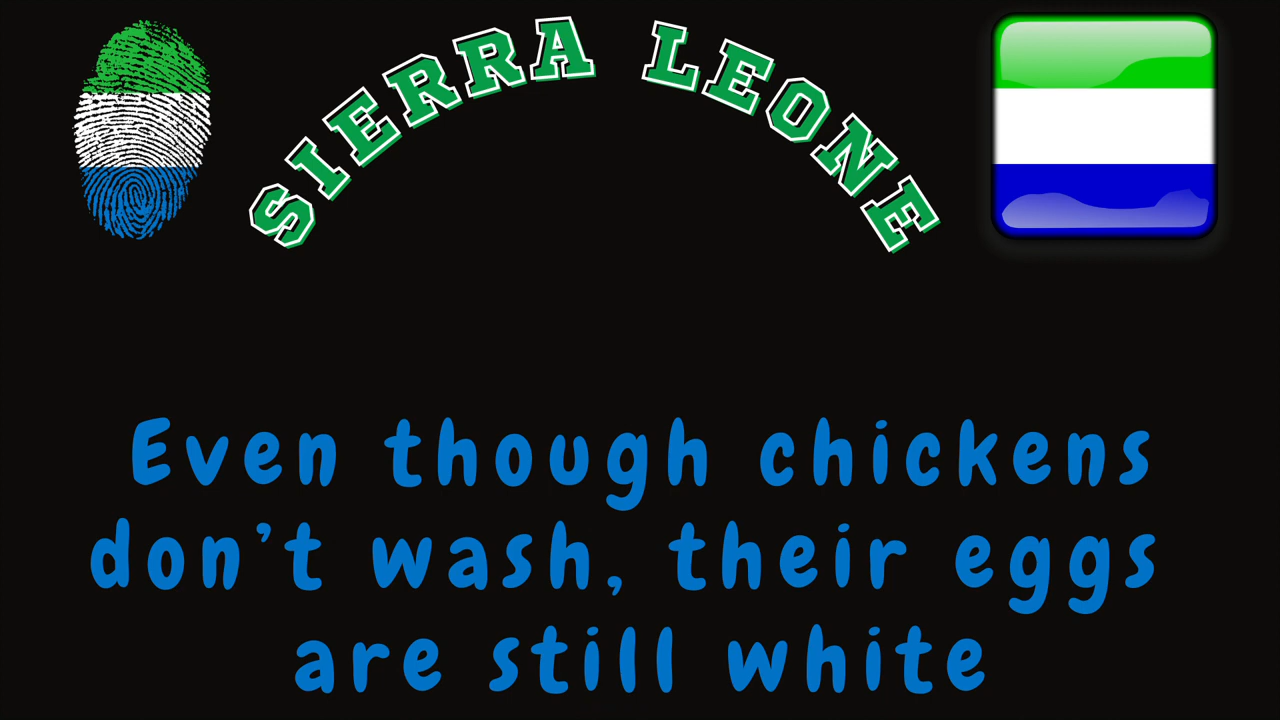 SIERRA LEONE
Even though chickens
don’t wash, their eggs
are still white